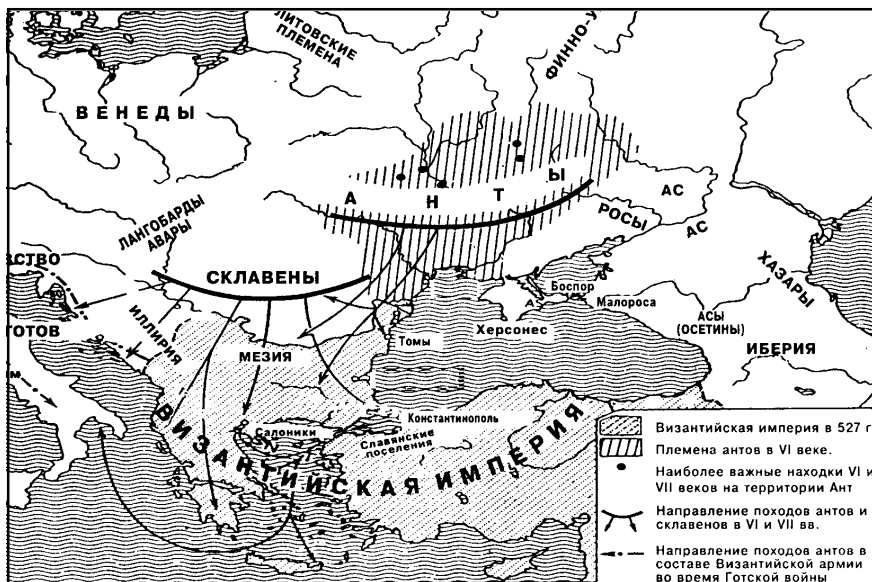 ЛИТОВСКИЕ
ПЛЕМЕНА
ФИННО-У
ВЕНЕДЫ
АНТЫ
АС
РОСЫ
АС
ЛАНГОБАРДЫ
АВАРЫ
ХАЗАРЫ
ВСТВО
СКЛАВЕНЫ
Боспор
Малороса
ГОТОВ
ИЛЛИРИЯ
Херсонес
АСЫ
(ОСЕТИНЫ)
МЕЗИЯ
Томы
ИБЕРИЯ
Константинополь
Салоники
Славянские
поселения
ВИЗАНТИЙСКАЯ ИМПЕРИЯ
Византийская империя в 527 г
Племена антов в VI веке.
Наиболее важные находки VI и
VII веков на территории Ант
Направление походов антов и
склавенов в VI и VII вв.
Направление походов антов в
составе Византийской армии
во время Готской войны